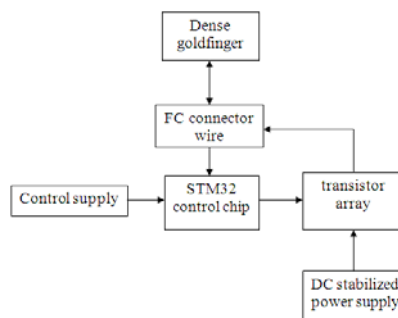 Dense
goldfinger
FC connector
wire
Control supply
STM32
control chip
transistor
array
DC stabilized
power supply